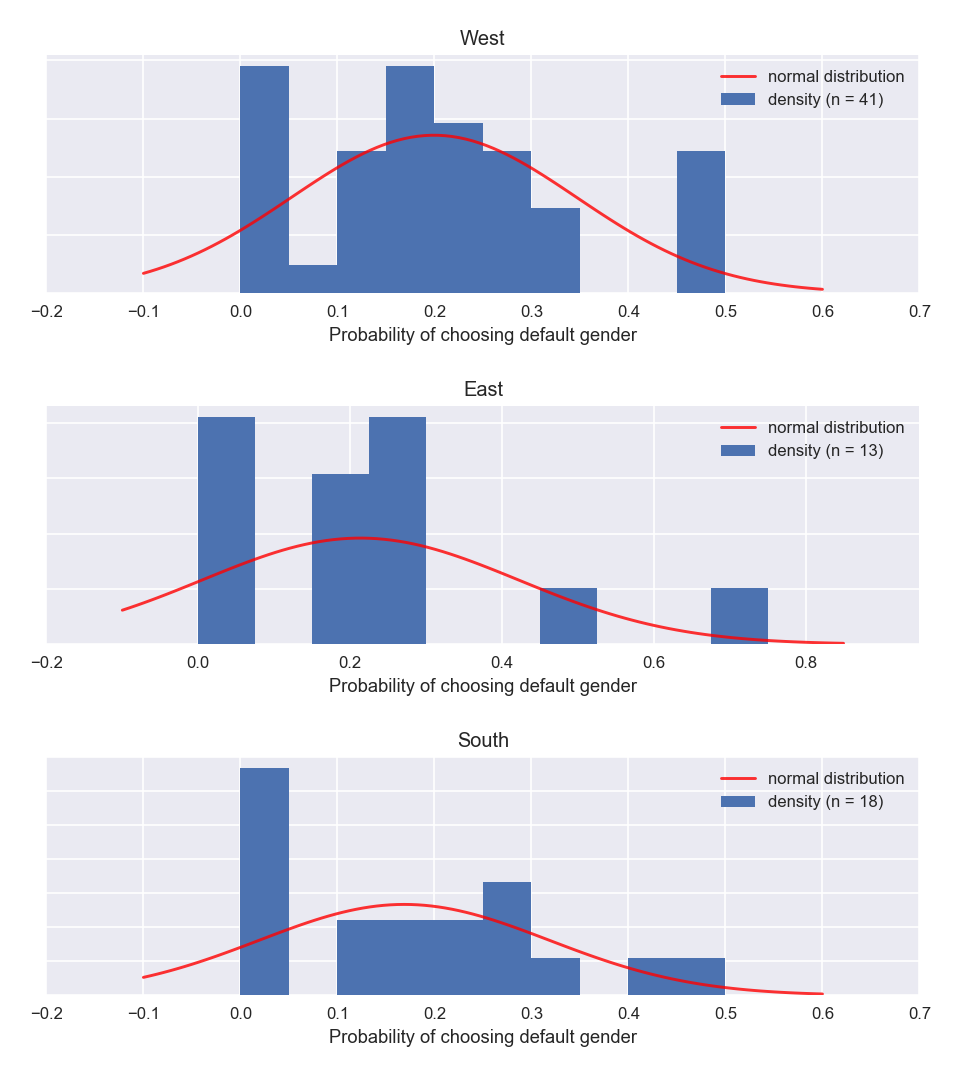 West
normal distribution
density (n = 41)
−0.2 −0.1 0.0 0.1 0.2 0.3 0.4 0.5 0.6 0.7
Probability of choosing default gender
East
normal distribution
density (n = 13)
−0.2 0.0 0.2 0.4 0.6 0.8
Probability of choosing default gender
South
normal distribution
density (n = 18)
−0.2 −0.1 0.0 0.1 0.2 0.3 0.4 0.5 0.6 0.7
Probability of choosing default gender